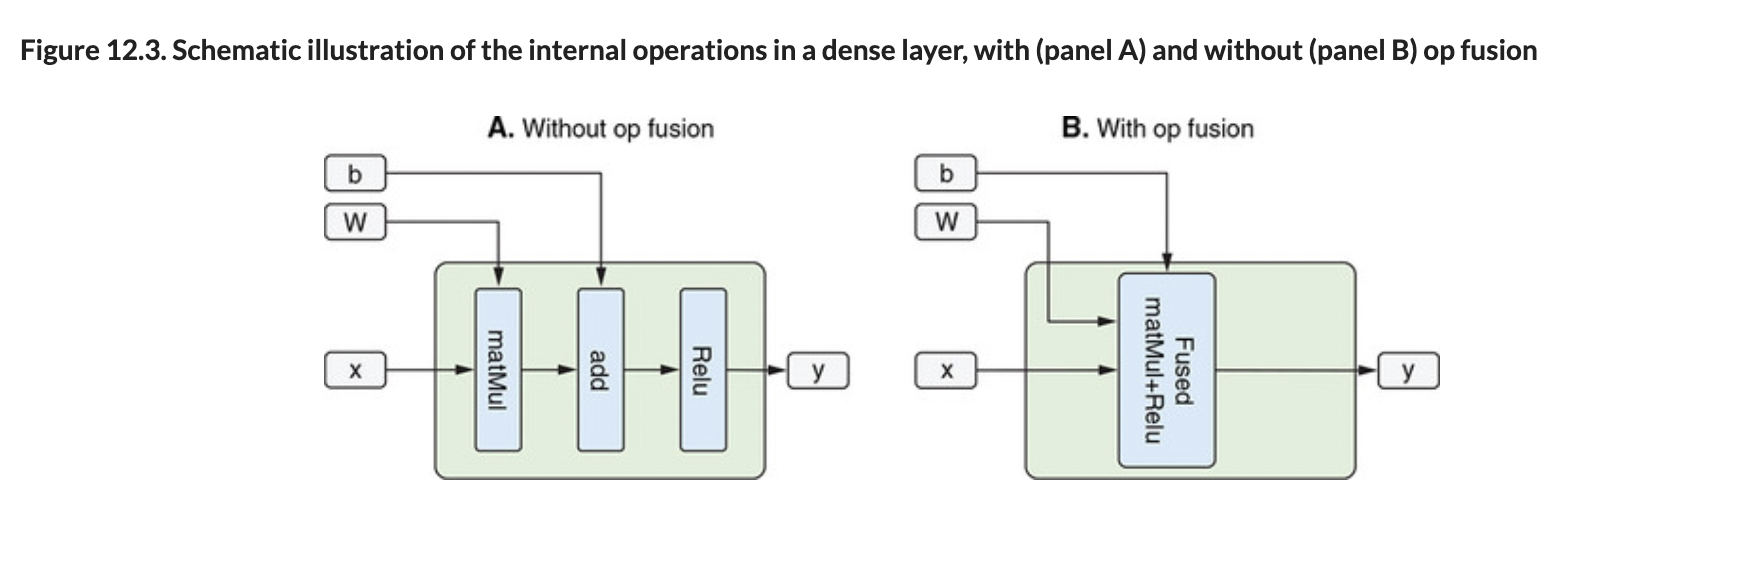 Figure 12.3. Schematic illustration of the internal operations in a dense layer, with (panel A) and without (panel B) op fusion
A. Without op fusion
b
W
x
matMul
add
Relu
y
B. With op fusion
b
W
x
Fused
matMul+Relu
y